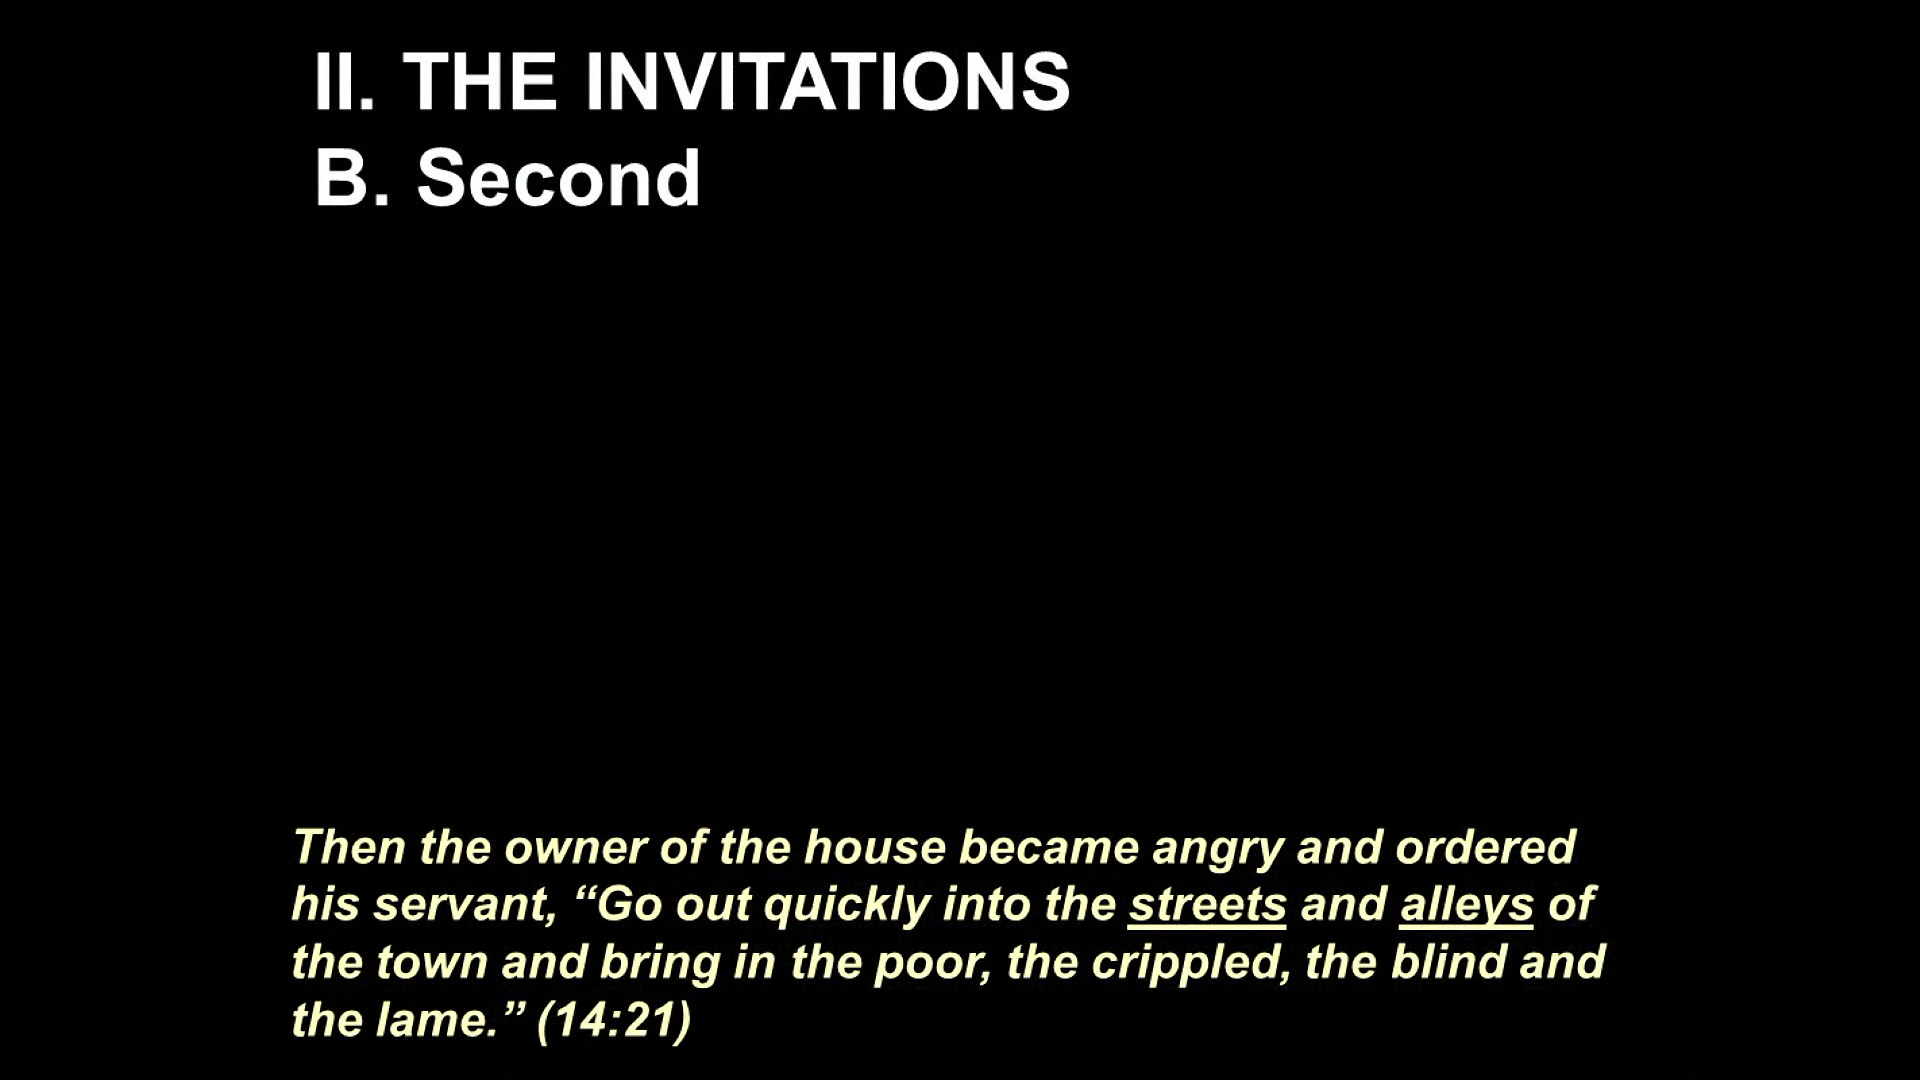 II. THE INVITATIONS
B. Second
Then the owner of the house became angry and ordered
his servant, “Go out quickly into the streets and alleys of
the town and bring in the poor, the crippled, the blind and
the lame.” (14:21)